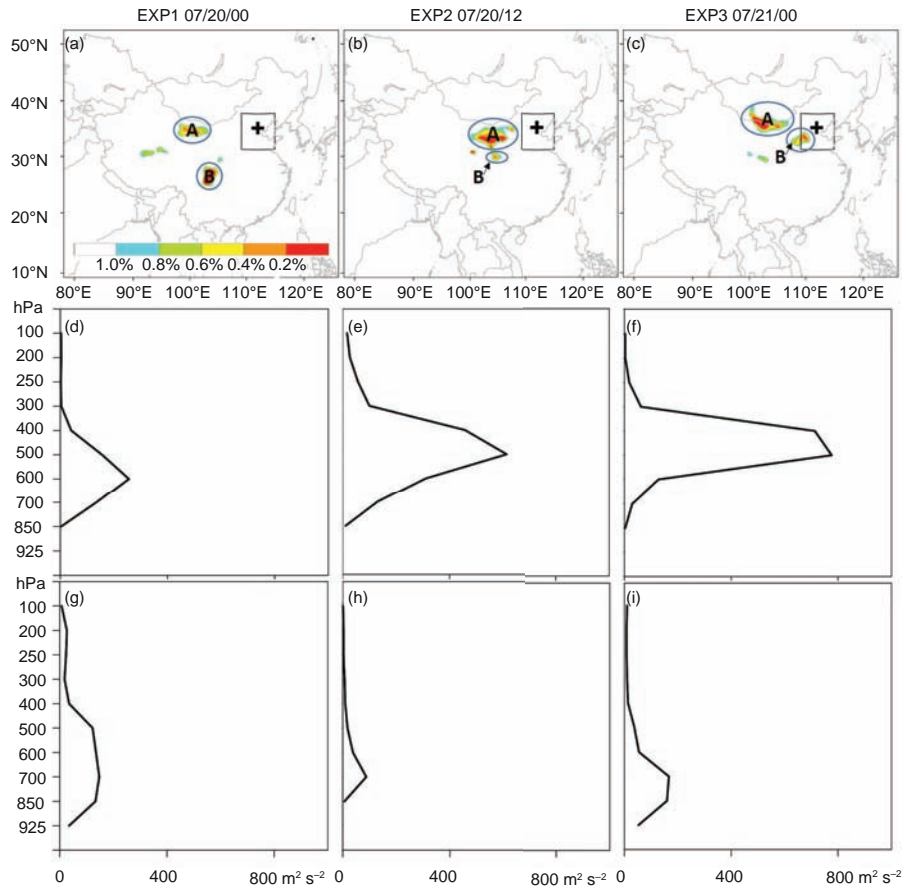 EXP1 07/20/00 EXP2 07/20/12 EXP3 07/21/00
50°N (a) (b) (c)
40°N A + A + A +
30°N B B B
20°N
1.0% 0.8% 0.6% 0.4% 0.2%
10°N
80°E 90°E 100°E 110°E 120°E 80°E 90°E 100°E 110°E 120°E 80°E 90°E 100°E 110°E 120°E
hPa
(d) (e) (f)
100
200
250
300
400
500
600
700
850
925
hPa
(g) (h) (i)
100
200
250
300
400
500
600
700
850
925
0 400 800 m² s⁻² 0 400 800 m² s⁻² 0 400 800 m² s⁻²